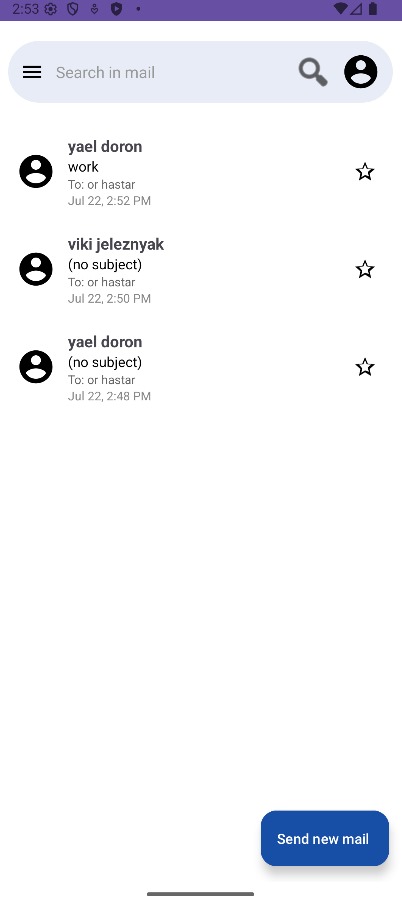 2:53
Search in mail
yael doron
work
To: or hastar
Jul 22, 2:52 PM
viki jeleznyak
(no subject)
To: or hastar
Jul 22, 2:50 PM
yael doron
(no subject)
To: or hastar
Jul 22, 2:48 PM
Send new mail